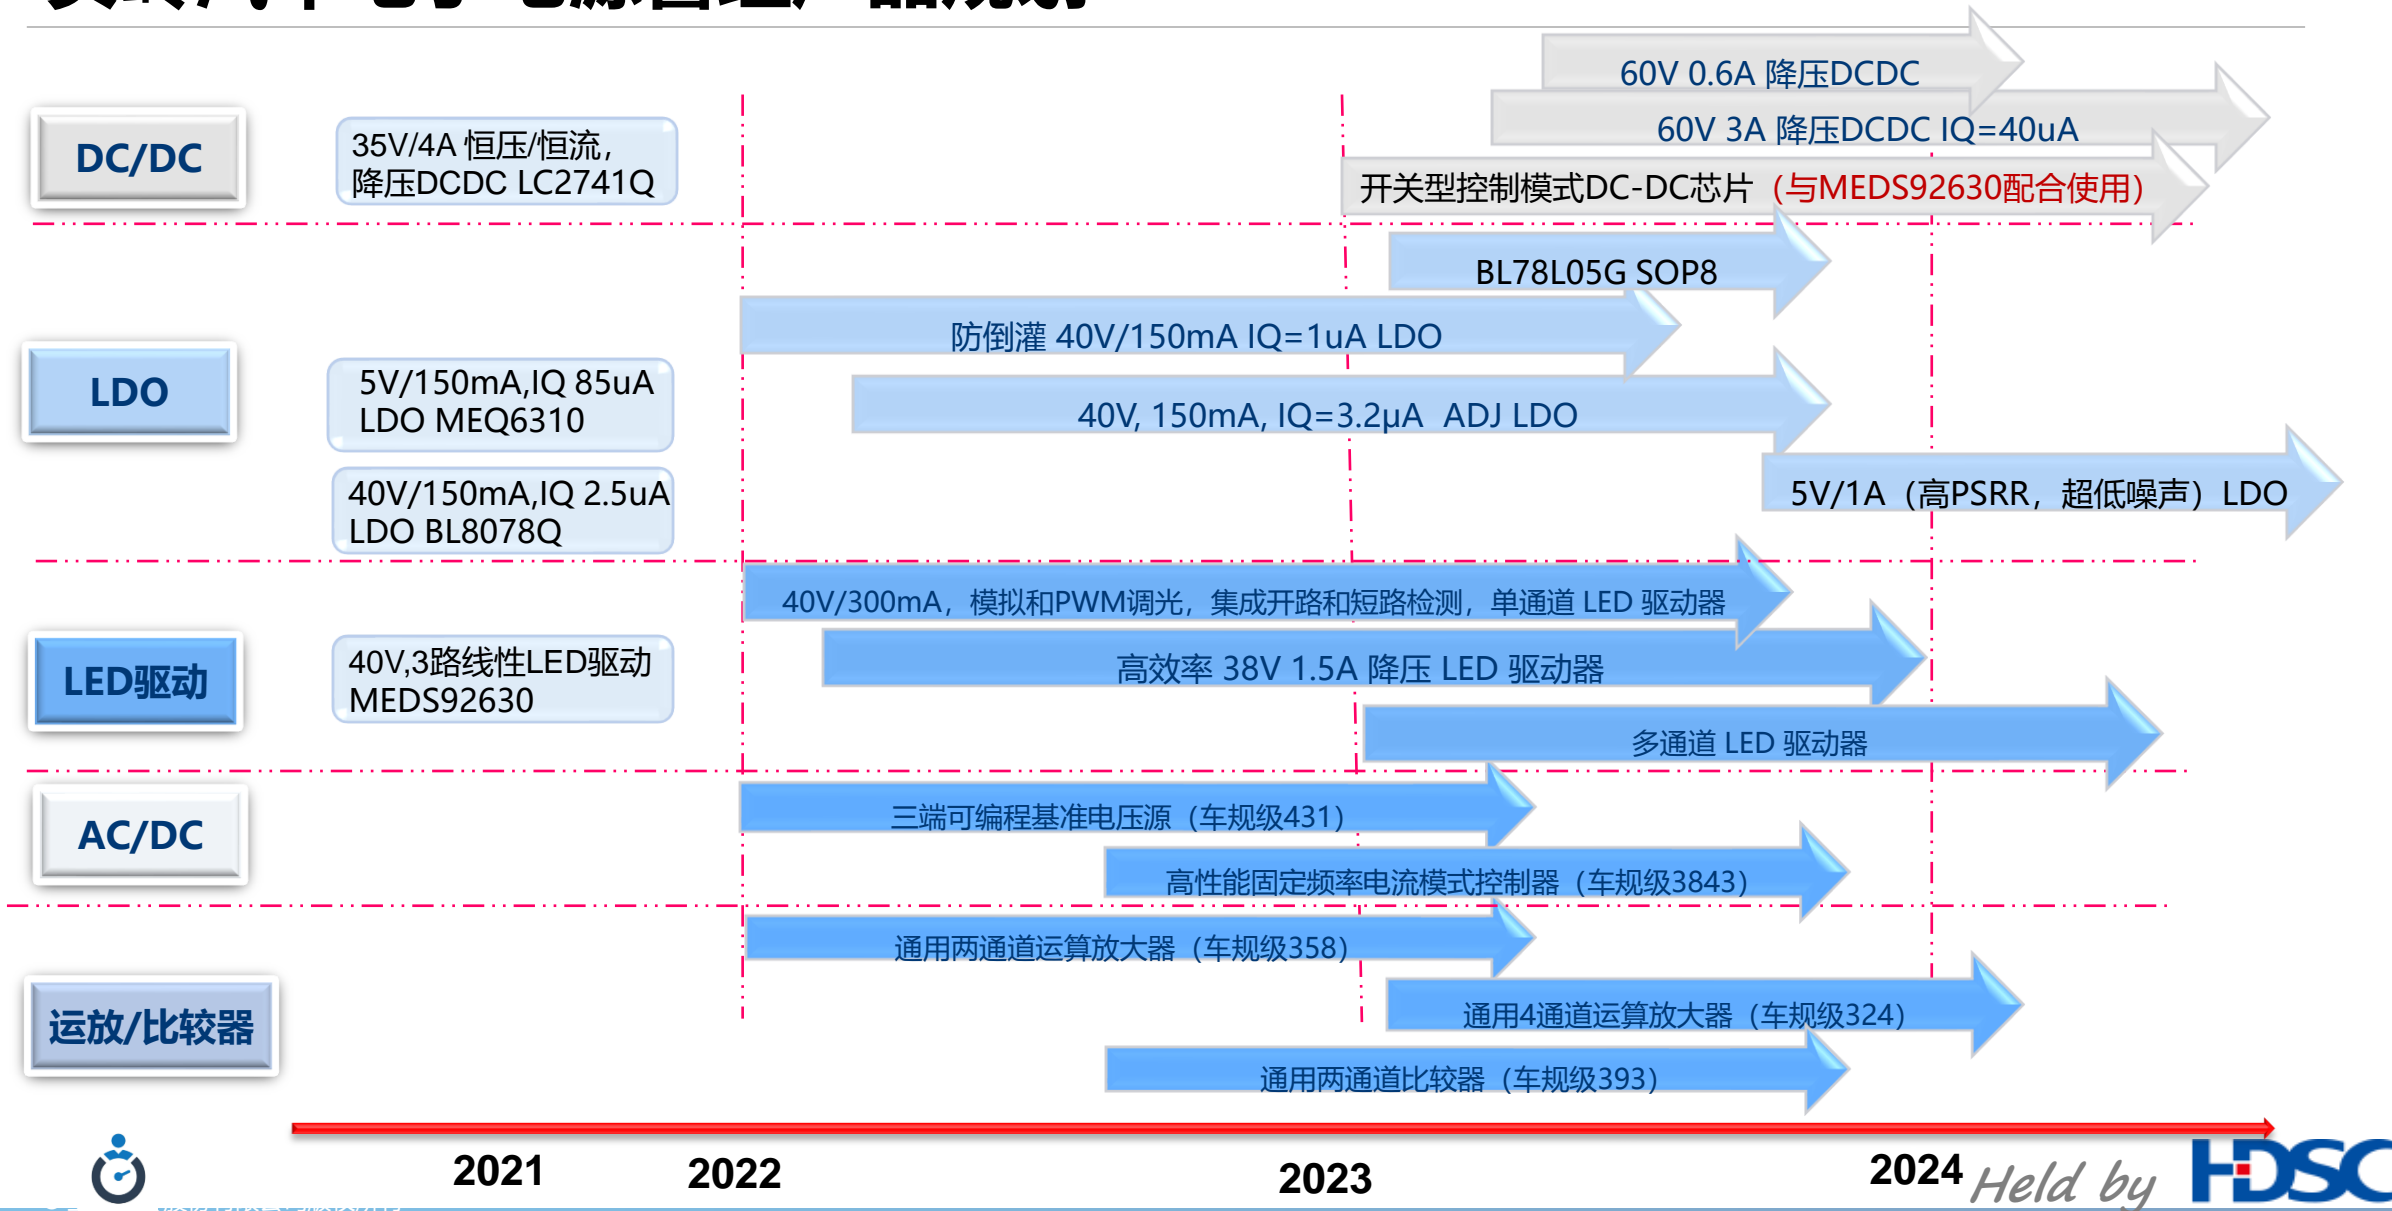 汽车电子电源管理产品规划
60V 0.6A 降压DCDC
60V 3A 降压DCDC IQ=40uA
DC/DC
35V/4A 恒压/恒流,
降压DCDC LC2741Q
开关型控制模式DC-DC芯片（与MEDS92630配合使用）
BL78L05G SOP8
防倒灌 40V/150mA IQ=1uA LDO
LDO
5V/150mA,IQ 85uA
LDO MEQ6310
40V, 150mA, IQ=3.2μA ADJ LDO
40V/150mA,IQ 2.5uA
LDO BL8078Q
5V/1A（高PSRR，超低噪声）LDO
40V/300mA，模拟和PWM调光，集成开路和短路检测，单通道 LED 驱动器
LED驱动
40V,3路线性LED驱动
MEDS92630
高效率 38V 1.5A 降压 LED 驱动器
多通道 LED 驱动器
AC/DC
三端可编程基准电压源（车规级431）
高性能固定频率电流模式控制器（车规级3843）
通用两通道运算放大器（车规级358）
运放/比较器
通用4通道运算放大器（车规级324）
通用两通道比较器（车规级393）
2021
2022
2023
2024
Held by
HDSC